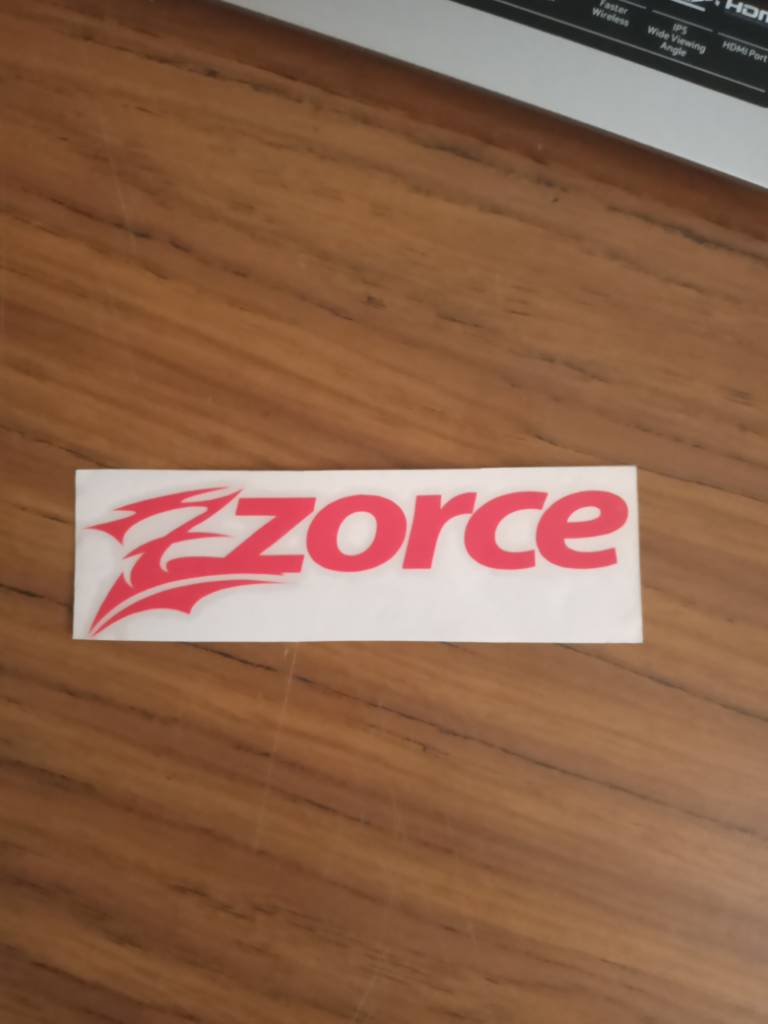 Faster
Wireless
IPS
Wide Viewing
Angle
HDMI Port
zorce